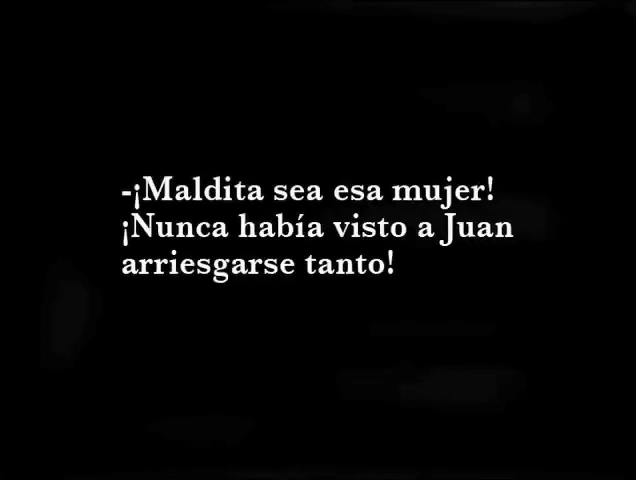 -¡Maldita sea esa mujer!
¡Nunca había visto a Juan
arriesgarse tanto!